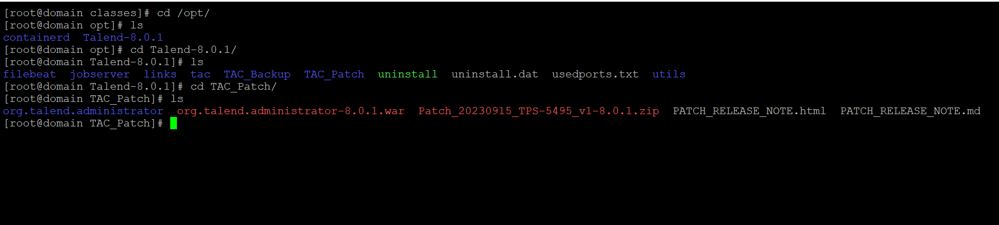 [root@domain classes]# cd /opt/
[root@domain opt]# ls
containerd  Talend-8.0.1
[root@domain opt]# cd Talend-8.0.1/
[root@domain Talend-8.0.1]# ls
filebeat  jobserver  links  tac  TAC_Backup  TAC_Patch  uninstall  uninstall.dat  usedports.txt  utils
[root@domain Talend-8.0.1]# cd TAC_Patch/
[root@domain TAC_Patch]# ls
org.talend.administrator  org.talend.administrator-8.0.1.war  Patch_20230915_TPS-5495_v1-8.0.1.zip  PATCH_RELEASE_NOTE.html  PATCH_RELEASE_NOTE.md
[root@domain TAC_Patch]#